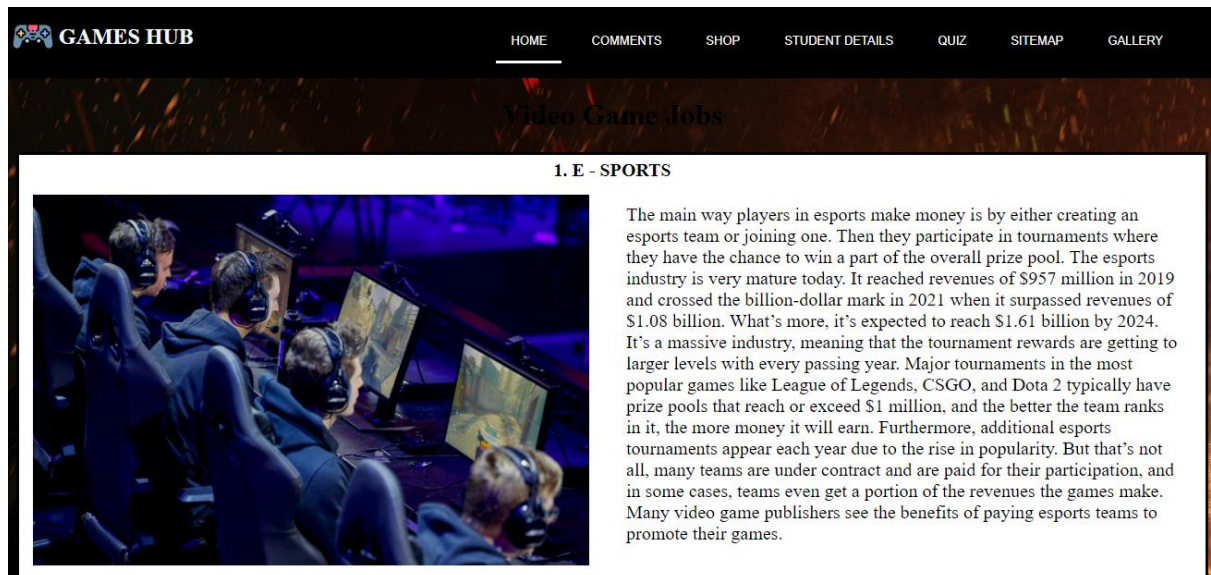 GAMES HUB
HOME COMMENTS SHOP STUDENT DETAILS QUIZ SITEMAP GALLERY
Video Game Jobs
1. E - SPORTS
The main way players in esports make money is by either creating an
esports team or joining one. Then they participate in tournaments where
they have the chance to win a part of the overall prize pool. The esports
industry is very mature today. It reached revenues of $957 million in 2019
and crossed the billion-dollar mark in 2021 when it surpassed revenues of
$1.08 billion. What’s more, it’s expected to reach $1.61 billion by 2024.
It’s a massive industry, meaning that the tournament rewards are getting to
larger levels with every passing year. Major tournaments in the most
popular games like League of Legends, CSGO, and Dota 2 typically have
prize pools that reach or exceed $1 million, and the better the team ranks
in it, the more money it will earn. Furthermore, additional esports
tournaments appear each year due to the rise in popularity. But that’s not
all, many teams are under contract and are paid for their participation, and
in some cases, teams even get a portion of the revenues the games make.
Many video game publishers see the benefits of paying esports teams to
promote their games.